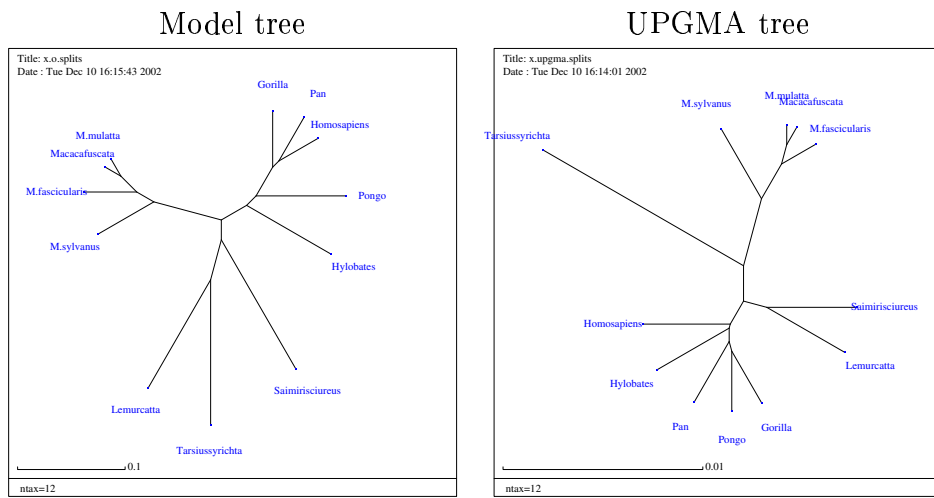 Model tree
Title: x.o.splits
Date : Tue Dec 10 16:15:43 2002
Gorilla
Pan
Homosapiens
M.mulatta
Macacafuscata
M.fascicularis
Pongo
M.sylvanus
Hylobates
Saimirisciureus
Lemurcatta
Tarsiussyrichta
0.1
ntax=12
UPGMA tree
Title: x.upgma.splits
Date : Tue Dec 10 16:14:01 2002
M.mulatta
M.sylvanus
Macacafuscata
M.fascicularis
Tarsiussyrichta
Saimirisciureus
Homosapiens
Lemurcatta
Hylobates
Pan
Gorilla
Pongo
0.01
ntax=12